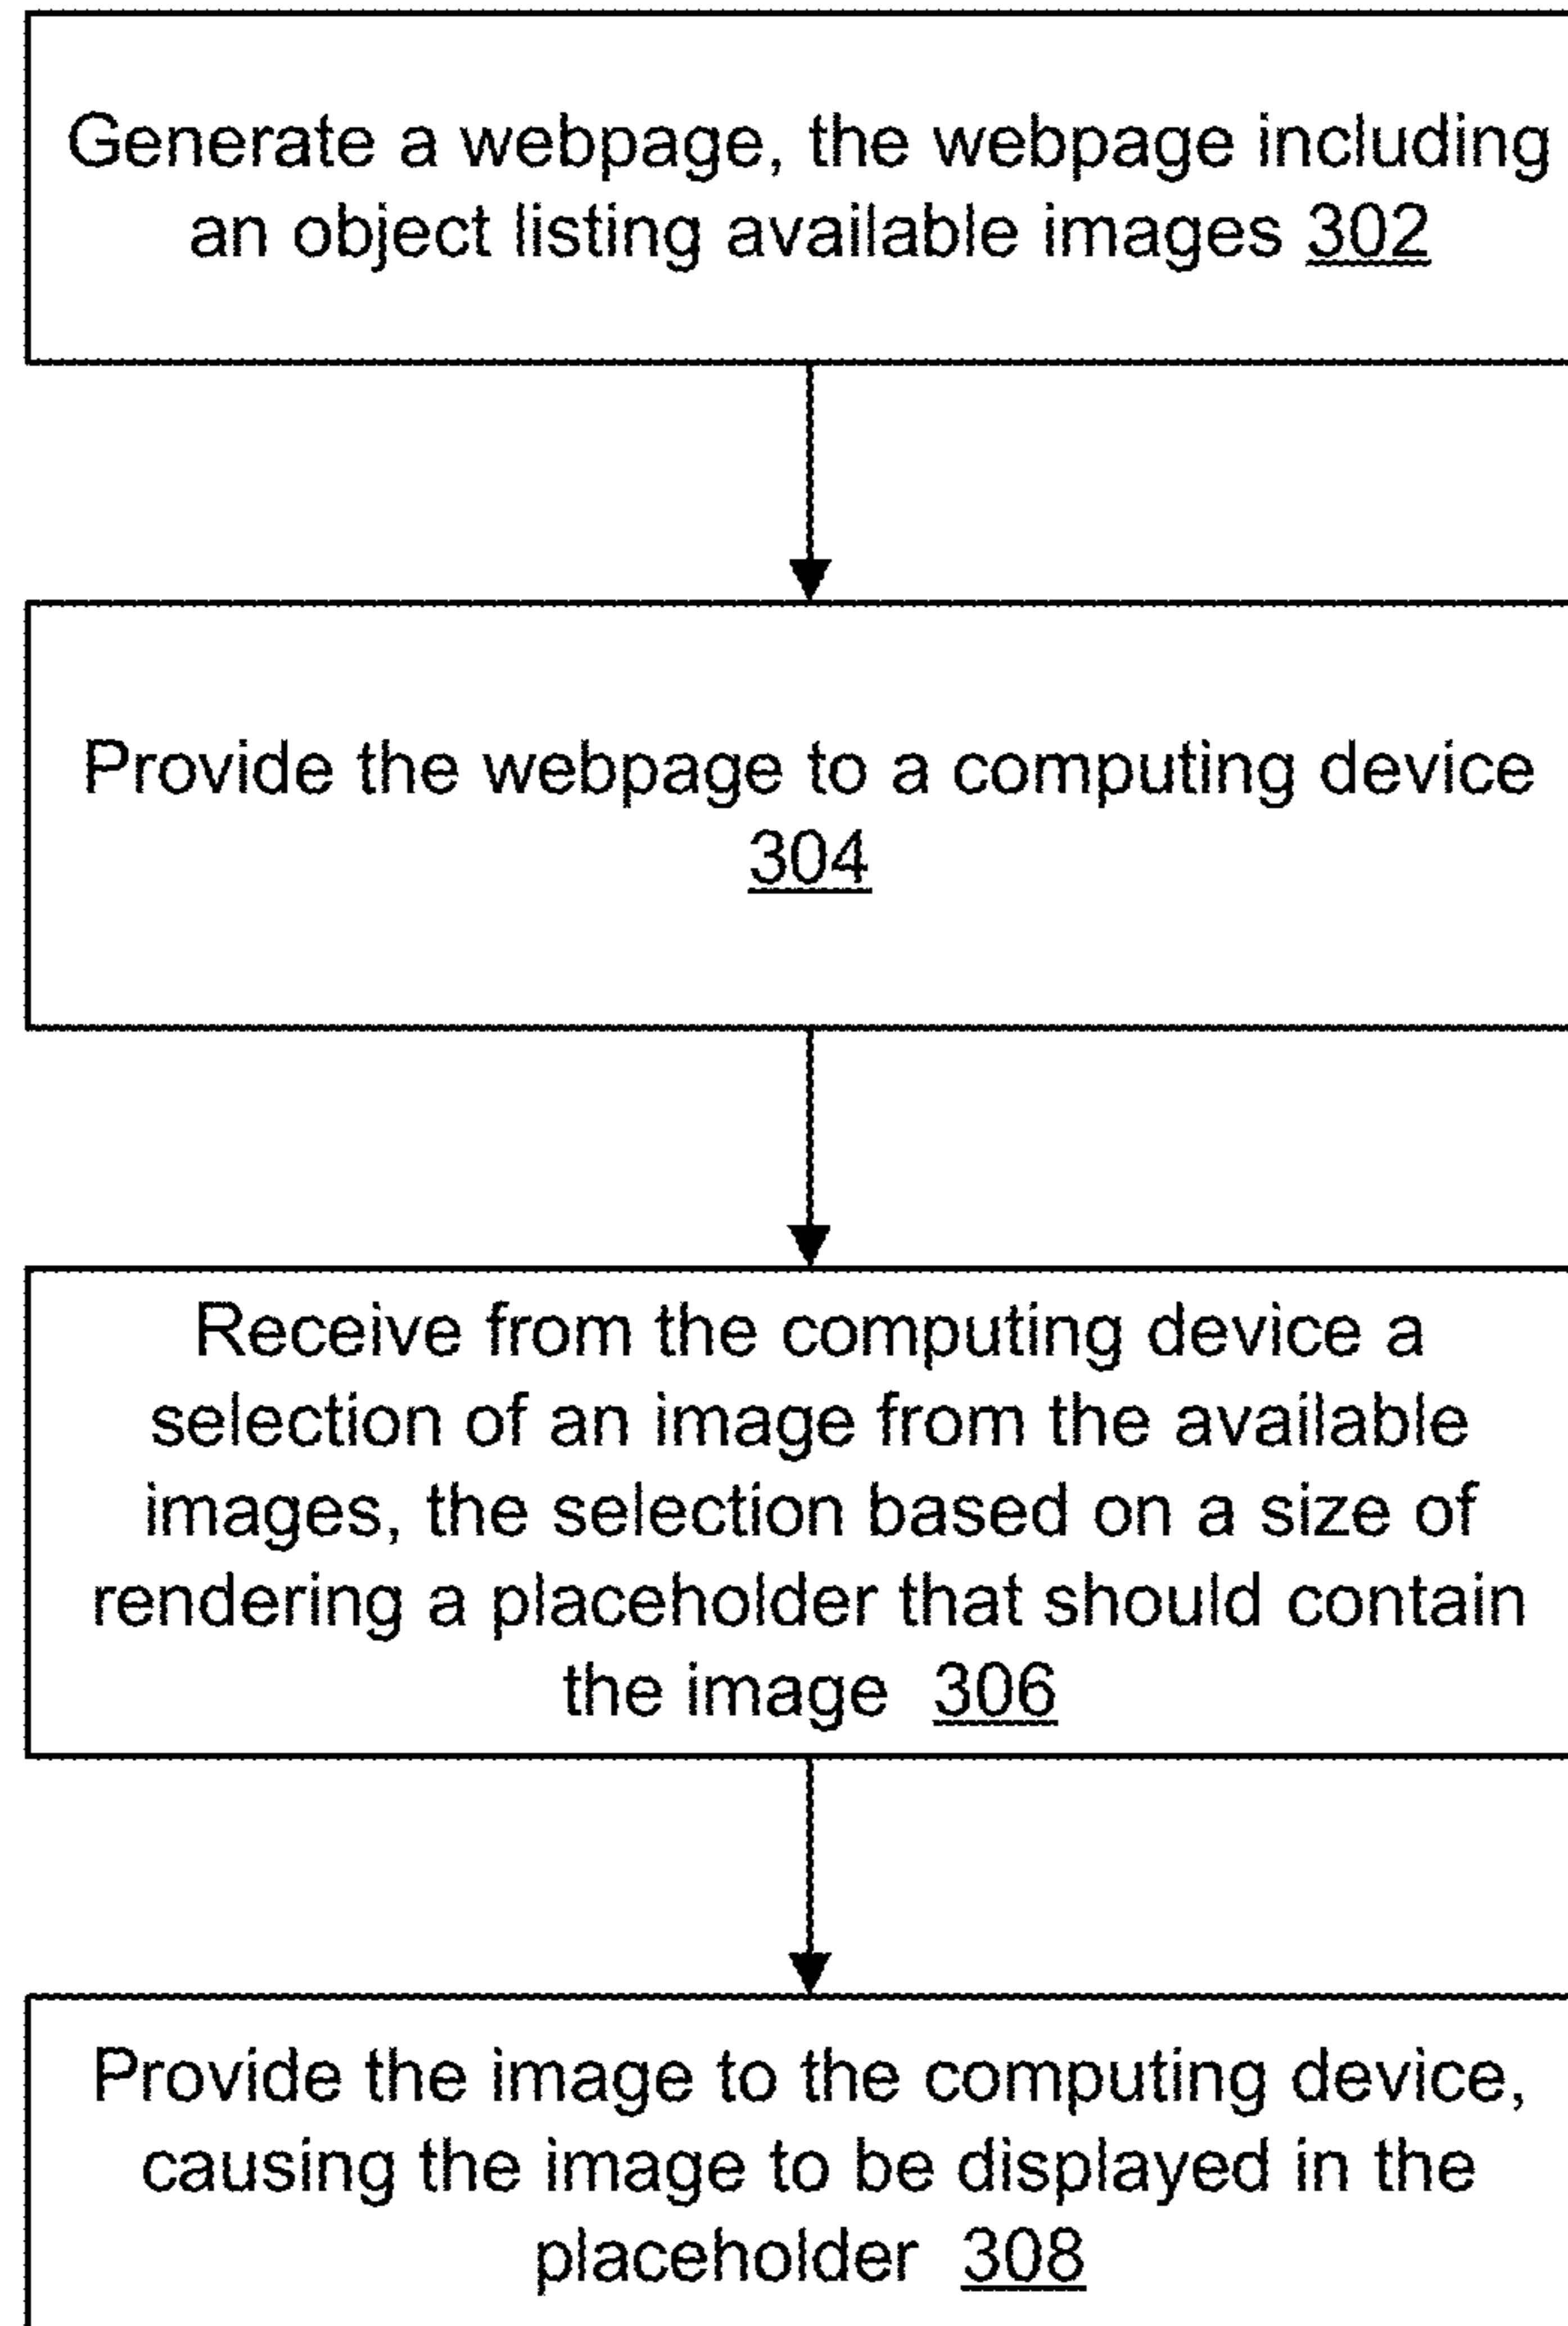 Generate a webpage, the webpage including
an object listing available images 302
Provide the webpage to a computing device
304
Receive from the computing device a
selection of an image from the available
images, the selection based on a size of
rendering a placeholder that should contain
the image 306
Provide the image to the computing device,
causing the image to be displayed in the
placeholder 308